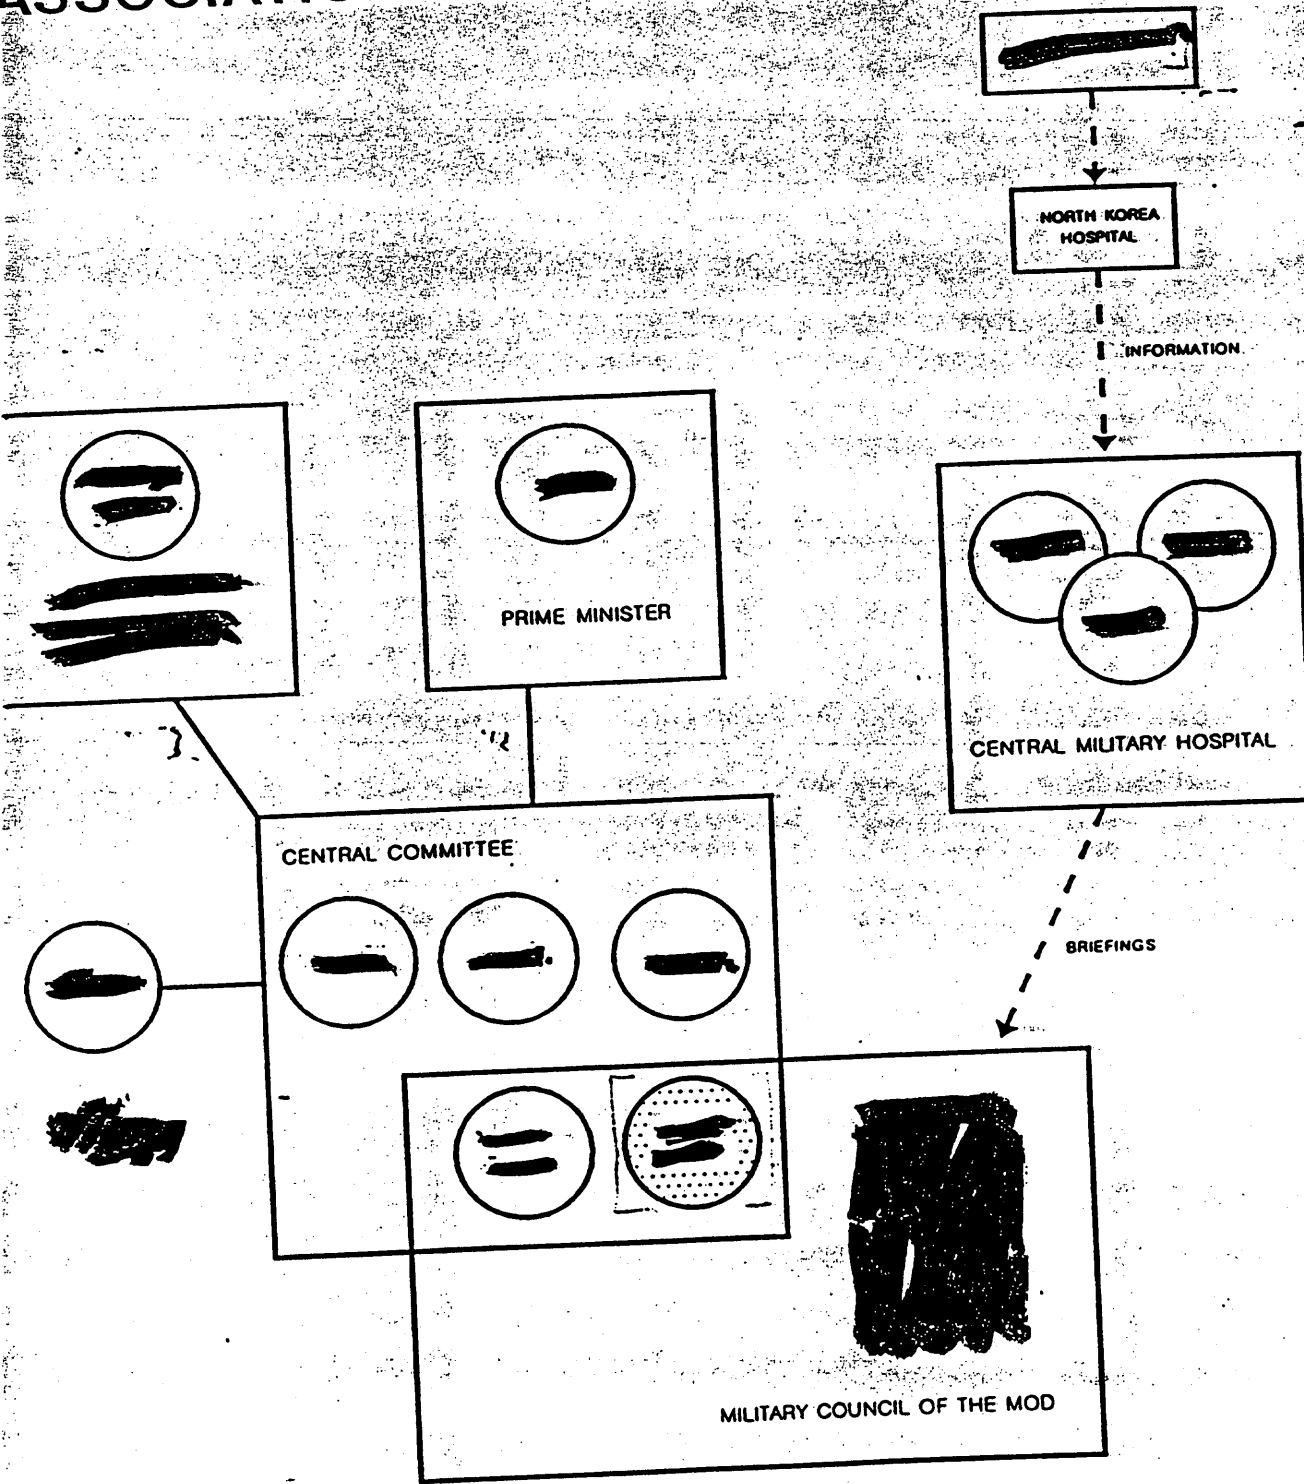 NORTH KOREA
HOSPITAL
INFORMATION
PRIME MINISTER
CENTRAL MILITARY HOSPITAL
CENTRAL COMMITTEE
BRIEFINGS
MILITARY COUNCIL OF THE MOD